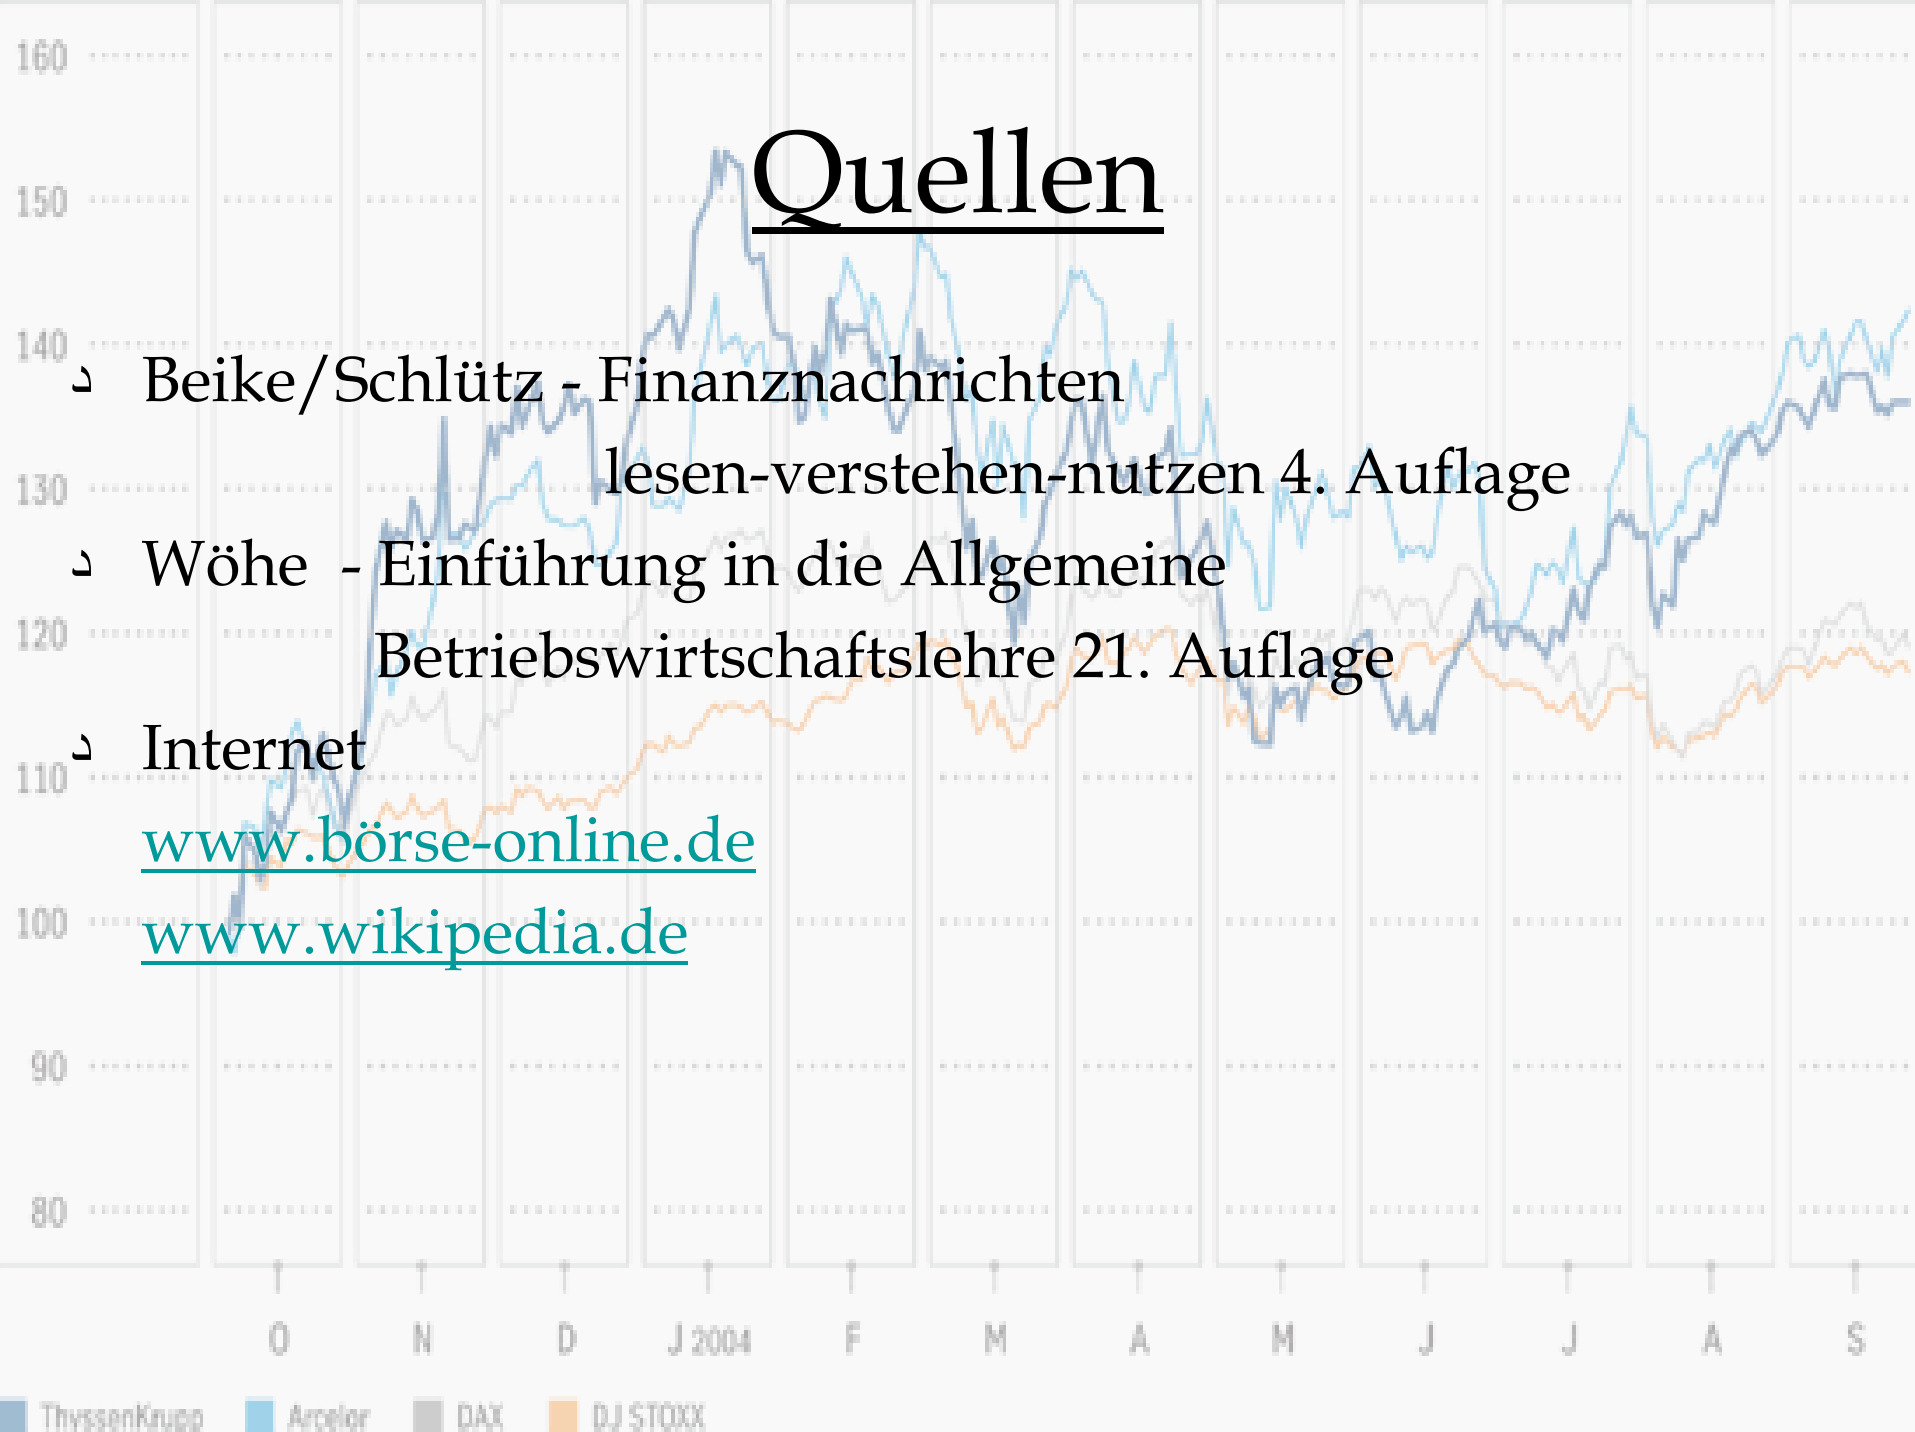 160
150
Quellen
140
د Beike/Schlütz - Finanznachrichten
130
lesen-verstehen-nutzen 4. Auflage
د Wöhe - Einführung in die Allgemeine
120
Betriebswirtschaftslehre 21. Auflage
د Internet
110
www.börse-online.de
100
www.wikipedia.de
90
80
O N D J 2004 F M A M J J A S
ThyssenKrupp Arcelor DAX DJ STOXX